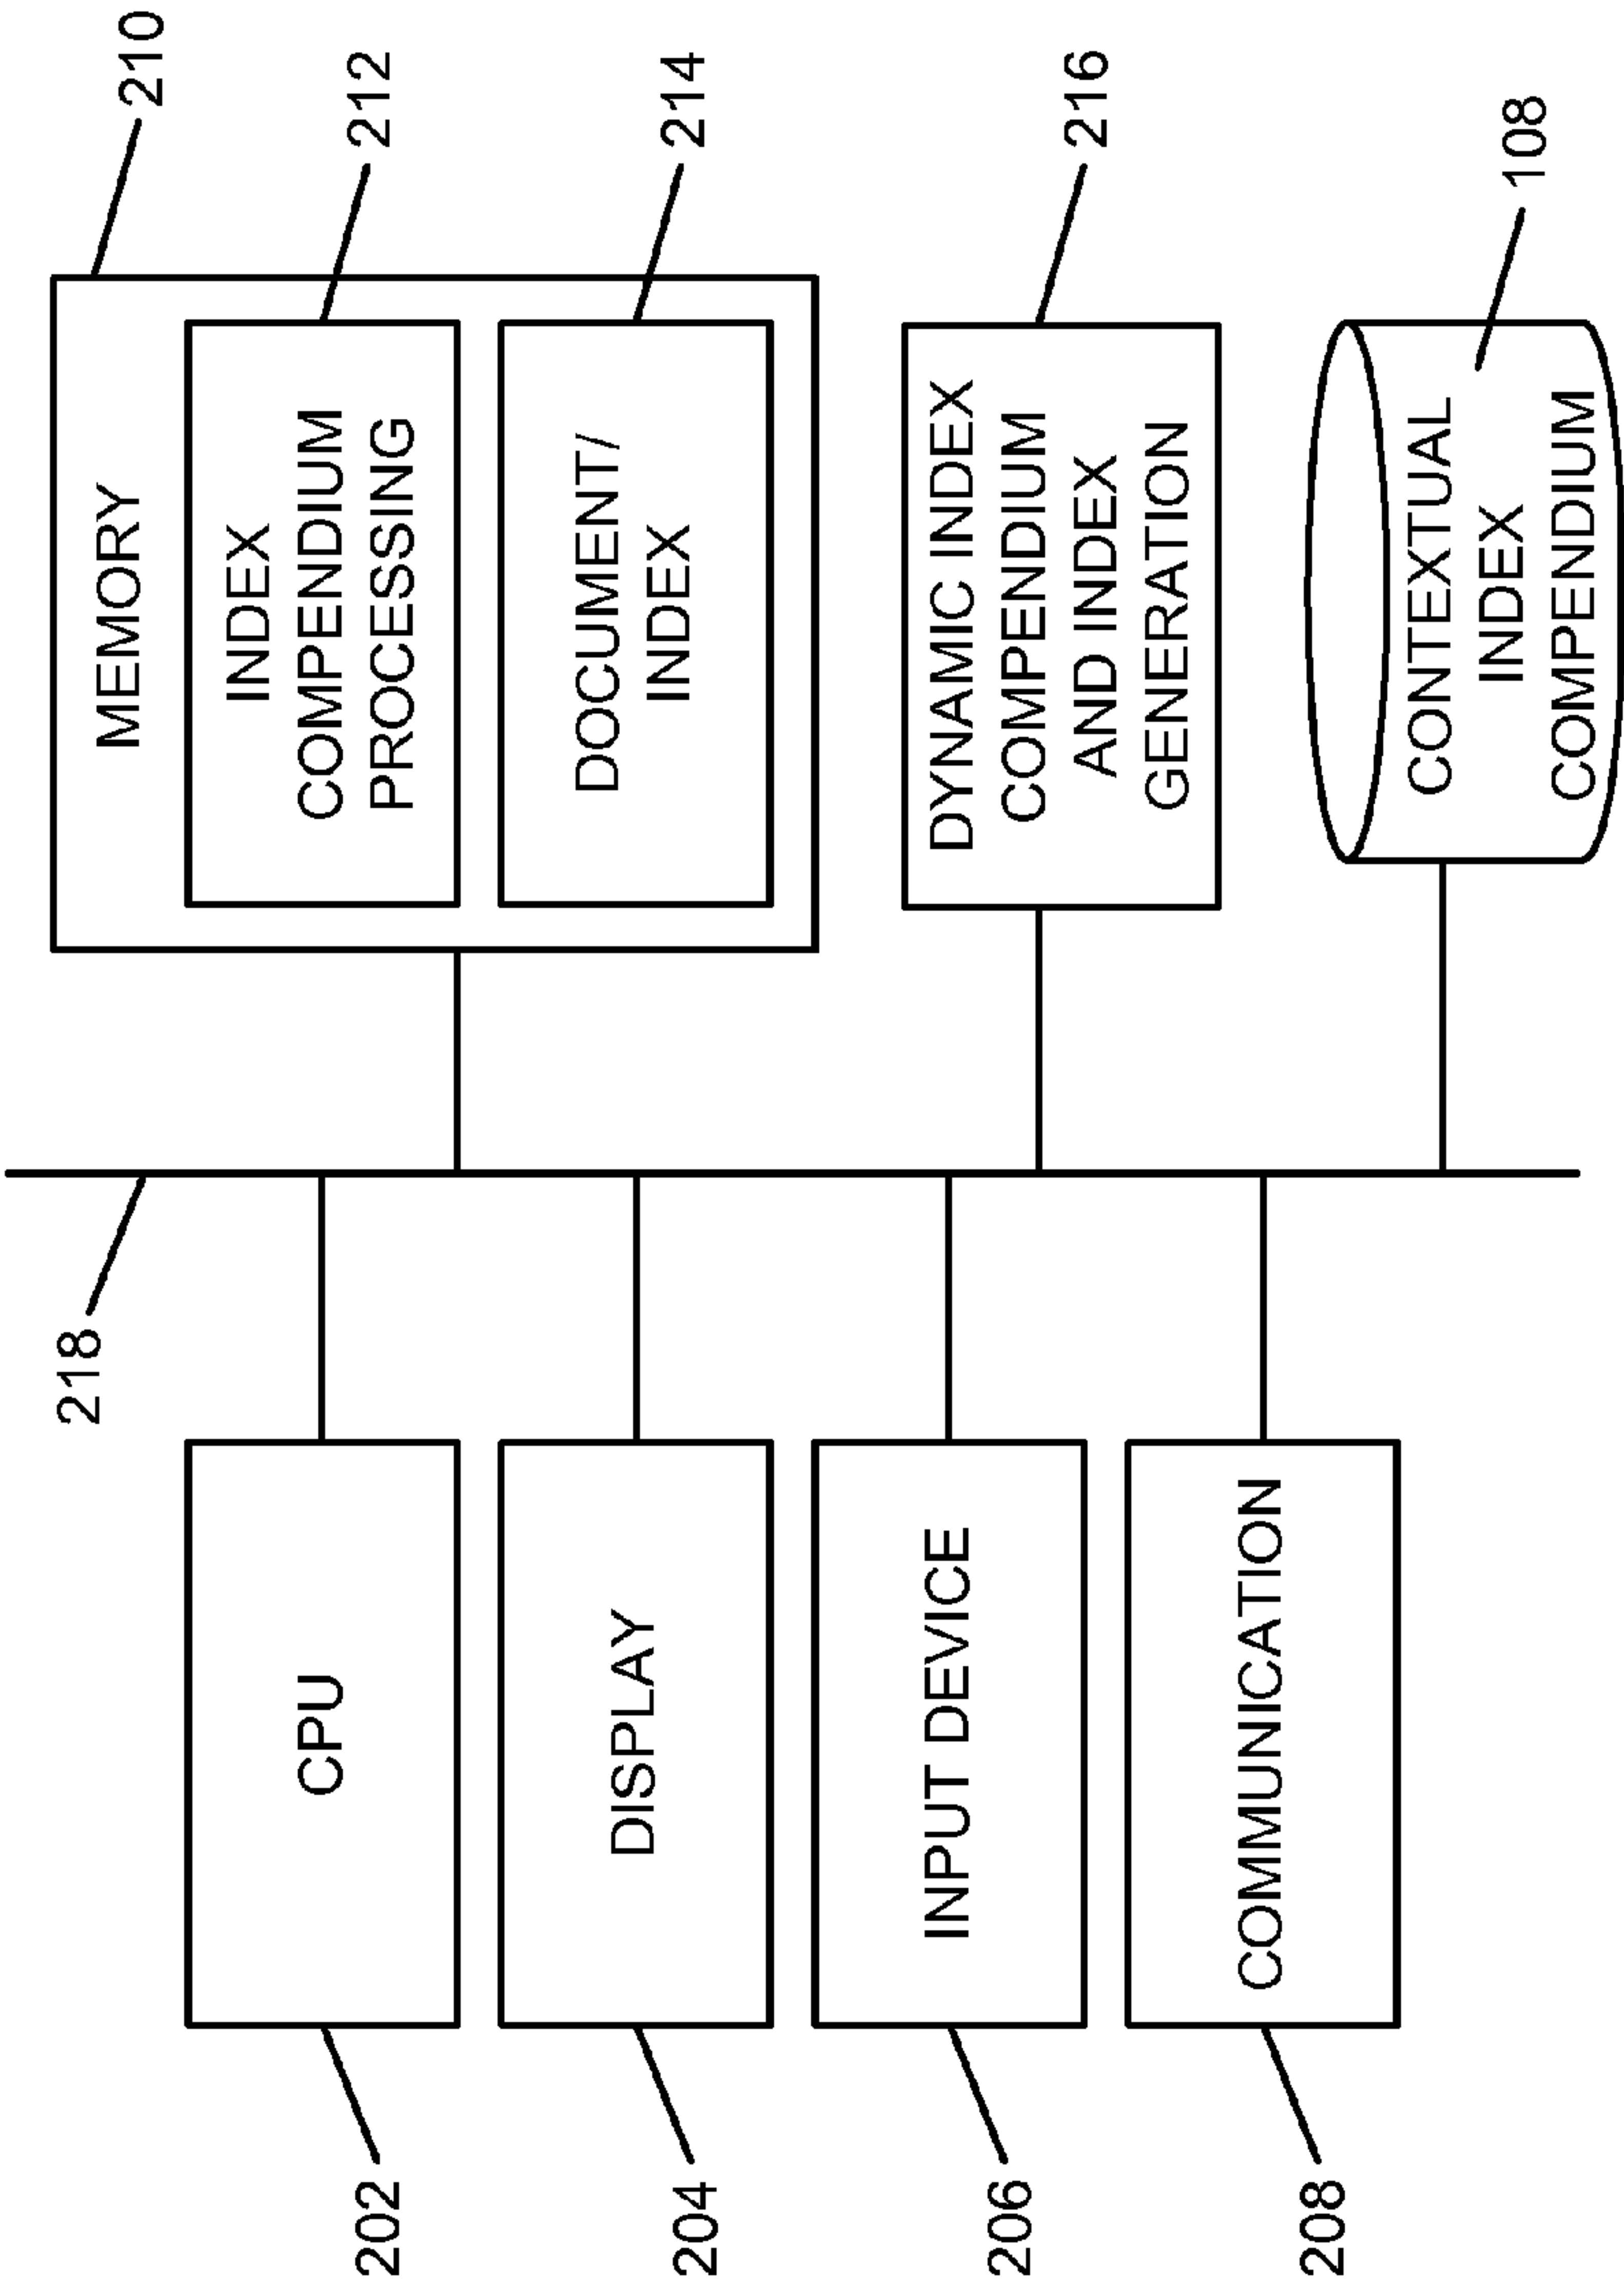 218
202
CPU
204
DISPLAY
206
INPUT DEVICE
208
COMMUNICATION
210
MEMORY
212
INDEX
COMPENDIUM
PROCESSING
214
DOCUMENT/
INDEX
216
DYNAMIC INDEX
COMPENDIUM
AND INDEX
GENERATION
108
CONTEXTUAL
INDEX
COMPENDIUM